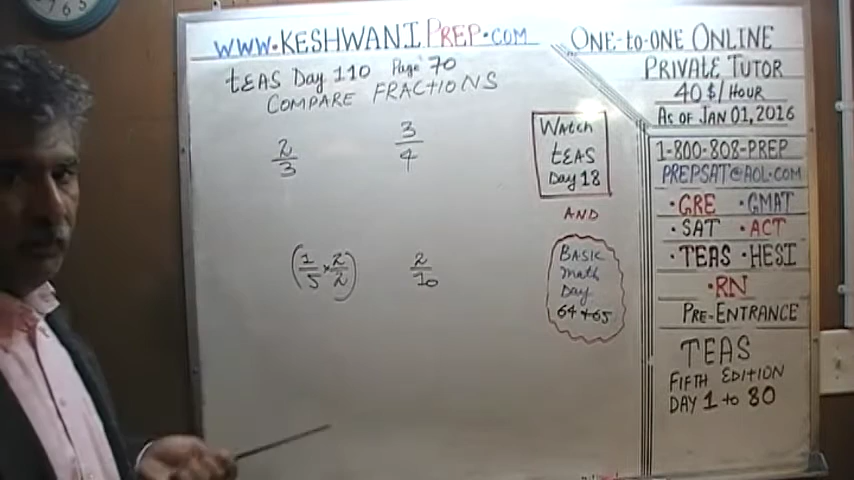 www.KESHWANIPREP.COM
tEAS Day 110 Page 70
COMPARE FRACTIONS
2/3 3/4
(1/5 × 2/2) 2/10
Watch
tEAS
Day 18
AND
BASIC
math
Day
64+65
ONE-to-ONE ONLINE
PRIVATE TUTOR
40$/HOUR
AS OF JAN 01, 2016
1-800-808-PREP
PREPSAT@AOL.COM
•GRE •GMAT
•SAT •ACT
•TEAS •HESI
•RN
PRE-ENTRANCE
TEAS
FIFTH EDITION
DAY 1 to 80